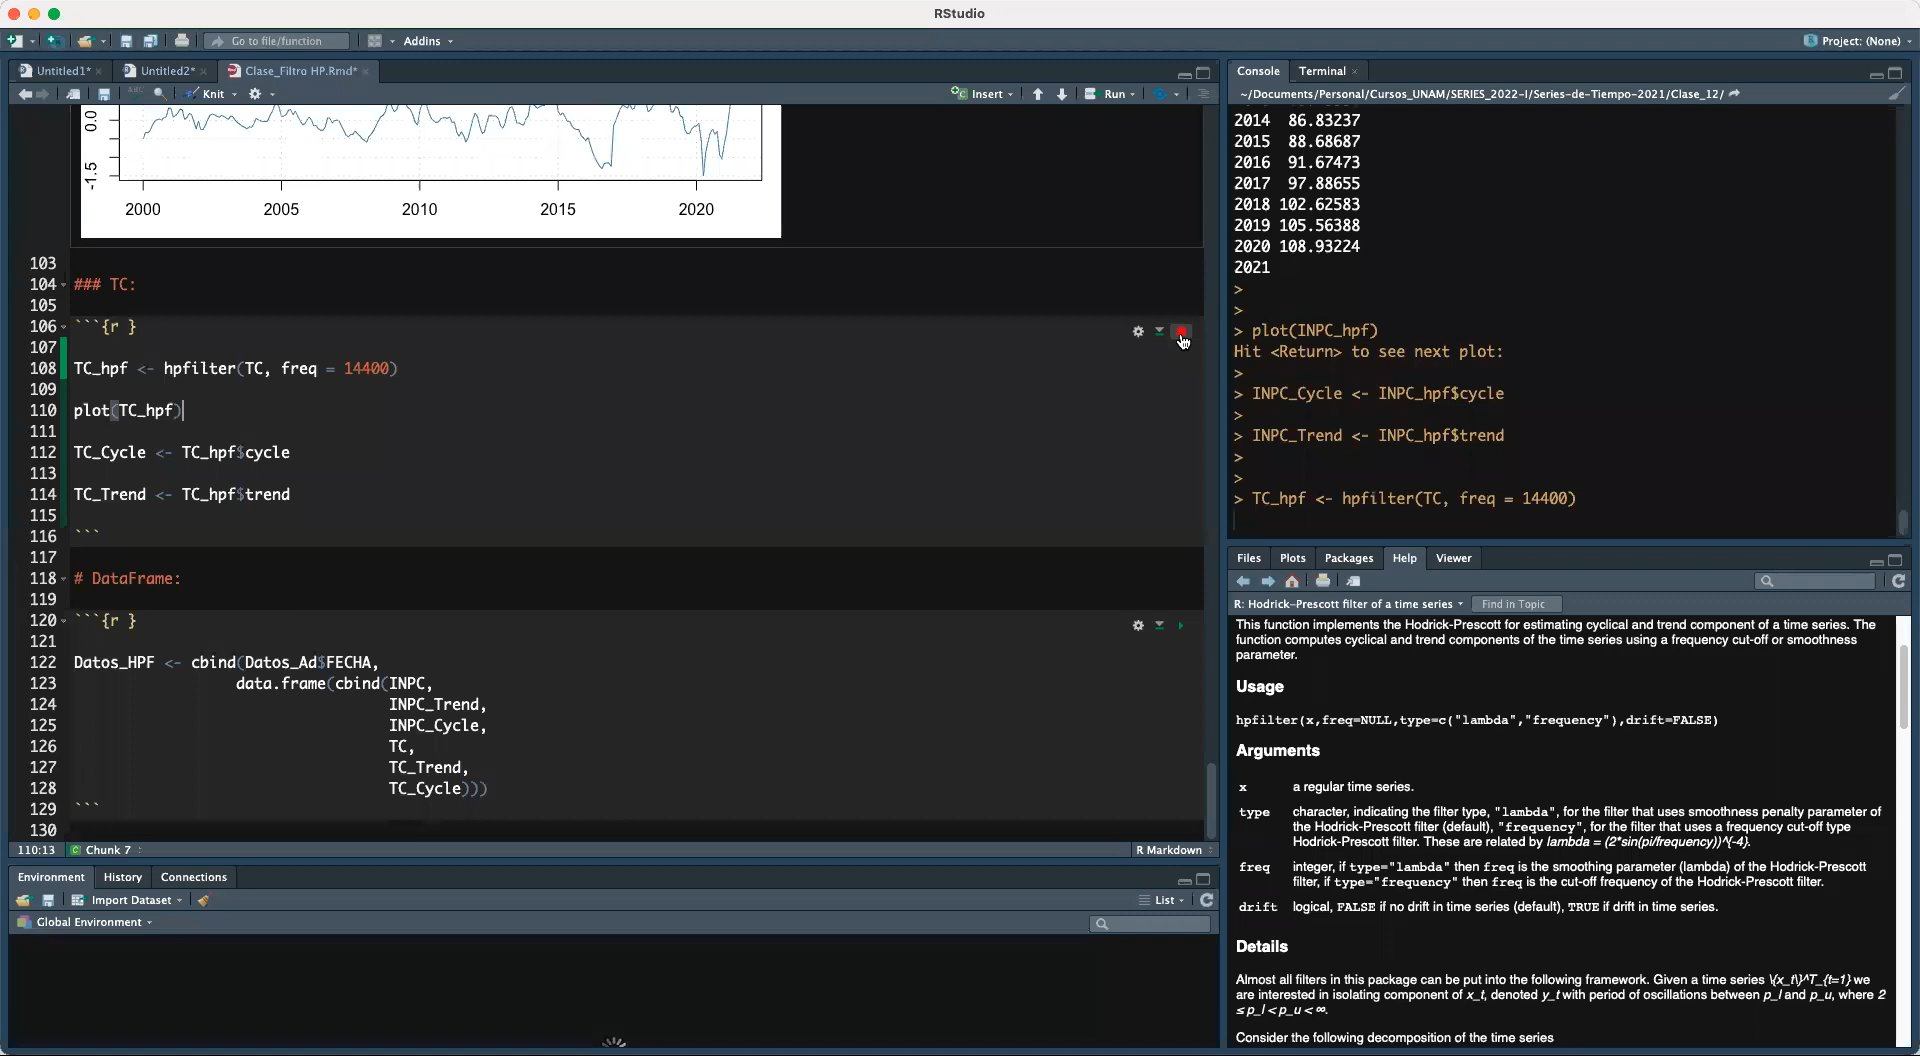 RStudio
Go to file/function
Addins
Project: (None)
Untitled1*
Untitled2*
Clase_Filtro HP.Rmd*
Knit
Insert
Run
0.0
-1.5
2000 2005 2010 2015 2020
103
104 ### TC:
105
106 ```{r }
107
108 TC_hpf <- hpfilter(TC, freq = 14400)
109
110 plot(TC_hpf)
111
112 TC_Cycle <- TC_hpf$cycle
113
114 TC_Trend <- TC_hpf$trend
115
116 ```
117
118 # DataFrame:
119
120 ```{r }
121
122 Datos_HPF <- cbind(Datos_Ad$FECHA,
123 data.frame(cbind(INPC,
124 INPC_Trend,
125 INPC_Cycle,
126 TC,
127 TC_Trend,
128 TC_Cycle)))
129 ```
130
110:13 Chunk 7 R Markdown
Environment History Connections
Import Dataset List
Global Environment
Console Terminal
~/Documents/Personal/Cursos_UNAM/SERIES_2022-I/Series-de-Tiempo-2021/Clase_12/
2014 86.83237
2015 88.68687
2016 91.67473
2017 97.88655
2018 102.62583
2019 105.56388
2020 108.93224
2021
>
>
> plot(INPC_hpf)
Hit <Return> to see next plot:
>
> INPC_Cycle <- INPC_hpf$cycle
>
> INPC_Trend <- INPC_hpf$trend
>
>
> TC_hpf <- hpfilter(TC, freq = 14400)
Files Plots Packages Help Viewer
R: Hodrick-Prescott filter of a time series Find in Topic
This function implements the Hodrick-Prescott for estimating cyclical and trend component of a time series. The
function computes cyclical and trend components of the time series using a frequency cut-off or smoothness
parameter.
Usage
hpfilter(x,freq=NULL,type=c("lambda","frequency"),drift=FALSE)
Arguments
x a regular time series.
type character, indicating the filter type, "lambda", for the filter that uses smoothness penalty parameter of
the Hodrick-Prescott filter (default), "frequency", for the filter that uses a frequency cut-off type
Hodrick-Prescott filter. These are related by lambda = (2*sin(pi/frequency))^{-4}.
freq integer, if type="lambda" then freq is the smoothing parameter (lambda) of the Hodrick-Prescott
filter, if type="frequency" then freq is the cut-off frequency of the Hodrick-Prescott filter.
drift logical, FALSE if no drift in time series (default), TRUE if drift in time series.
Details
Almost all filters in this package can be put into the following framework. Given a time series \{x_t\}^T_{t=1} we
are interested in isolating component of x_t, denoted y_t with period of oscillations between p_l and p_u, where 2
≤ p_l < p_u < ∞.
Consider the following decomposition of the time series